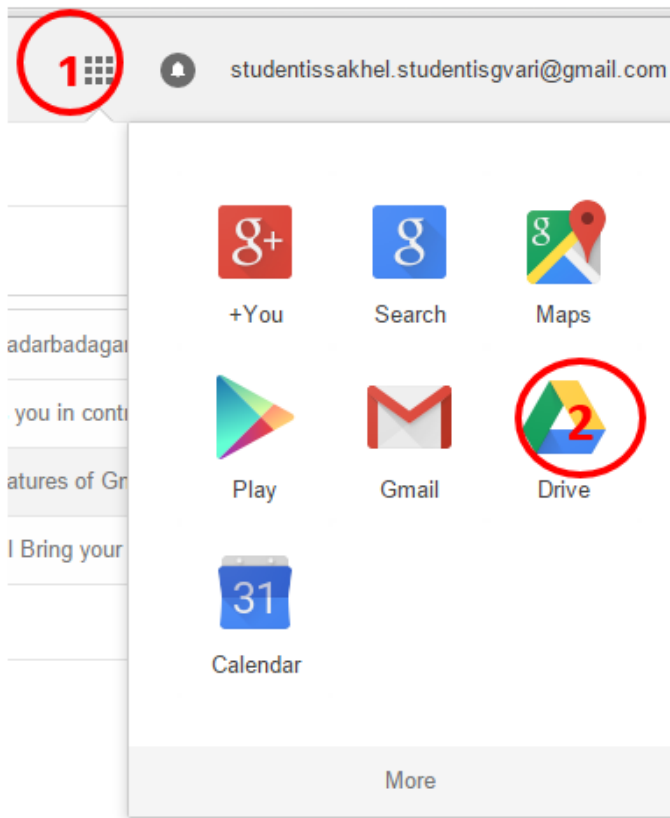 1 studentissakhel.studentisgvari@gmail.com
g+ g g
+You Search Maps
adarbadagar
you in contr
2
Play Gmail Drive
atures of Gm
l Bring your
31
Calendar
More